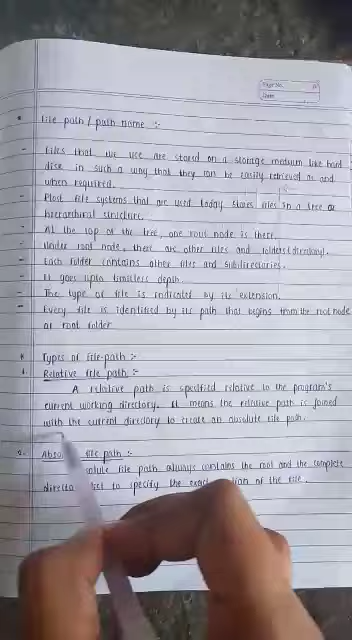 Page No.
Date
* File path / path name :-
- Files that we use are stored on a storage medium like hard
disk in such a way that they can be easily retrieved as and
when required.
- Most file systems that are used today stores files in a tree or
hierarchical structure.
- At the top of the tree, one root node is there.
- Under root node, there are other files and folders (directory).
- Each folder contains other files and subdirectories.
- It goes upto limitless depth.
- The type of file is indicated by its extension.
- Every file is identified by its path that begins from the root node
or root folder
* Types of file-path :-
1. Relative file path :-
A relative path is specified relative to the program's
current working directory. It means the relative path is joined
with the current directory to create an absolute file path.
2. Abso file path :-
solute file path always contains the root and the complete
directo list to specify the exact tion of the file.